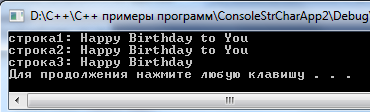 D:\C++\C++ примеры программ\ConsoleStrCharApp2\Debug\
строка1: Happy Birthday to You
строка2: Happy Birthday to You
строка3: Happy Birthday
Для продолжения нажмите любую клавишу . . .